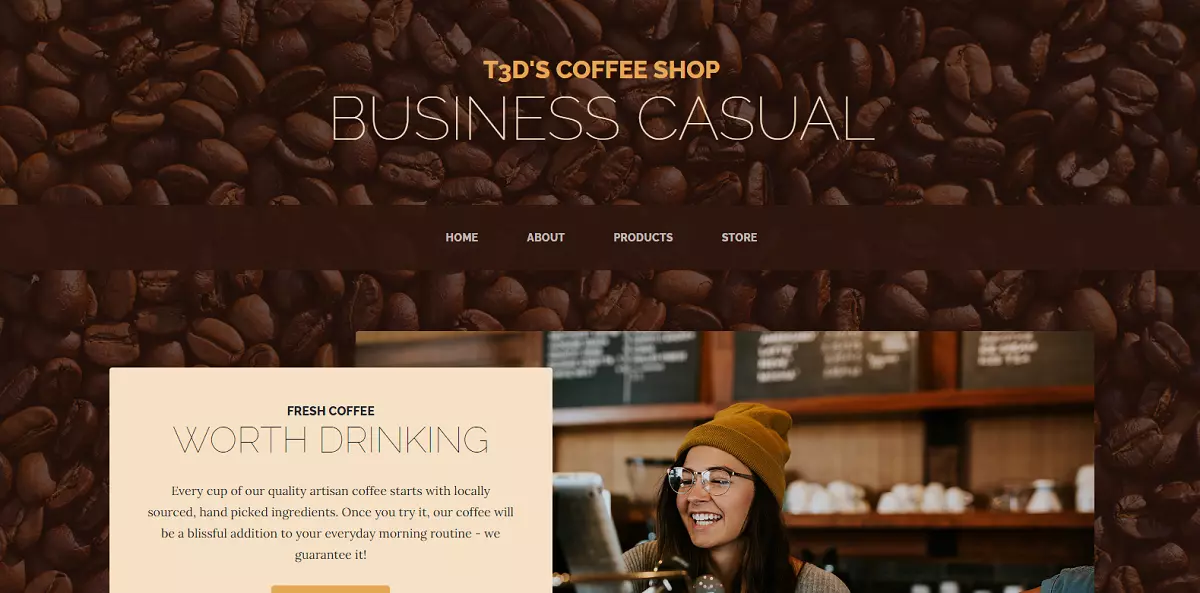 T3D'S COFFEE SHOP
BUSINESS CASUAL
HOME ABOUT PRODUCTS STORE
FRESH COFFEE
WORTH DRINKING
Every cup of our quality artisan coffee starts with locally
sourced, hand picked ingredients. Once you try it, our coffee will
be a blissful addition to your everyday morning routine - we
guarantee it!